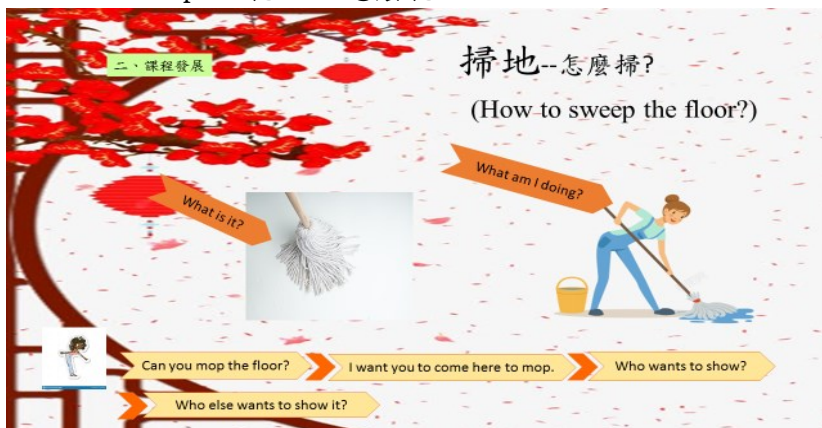 二、課程發展
掃地--怎麼掃?
(How to sweep the floor?)
What is it?
What am I doing?
Can you mop the floor?
I want you to come here to mop.
Who wants to show?
Who else wants to show it?